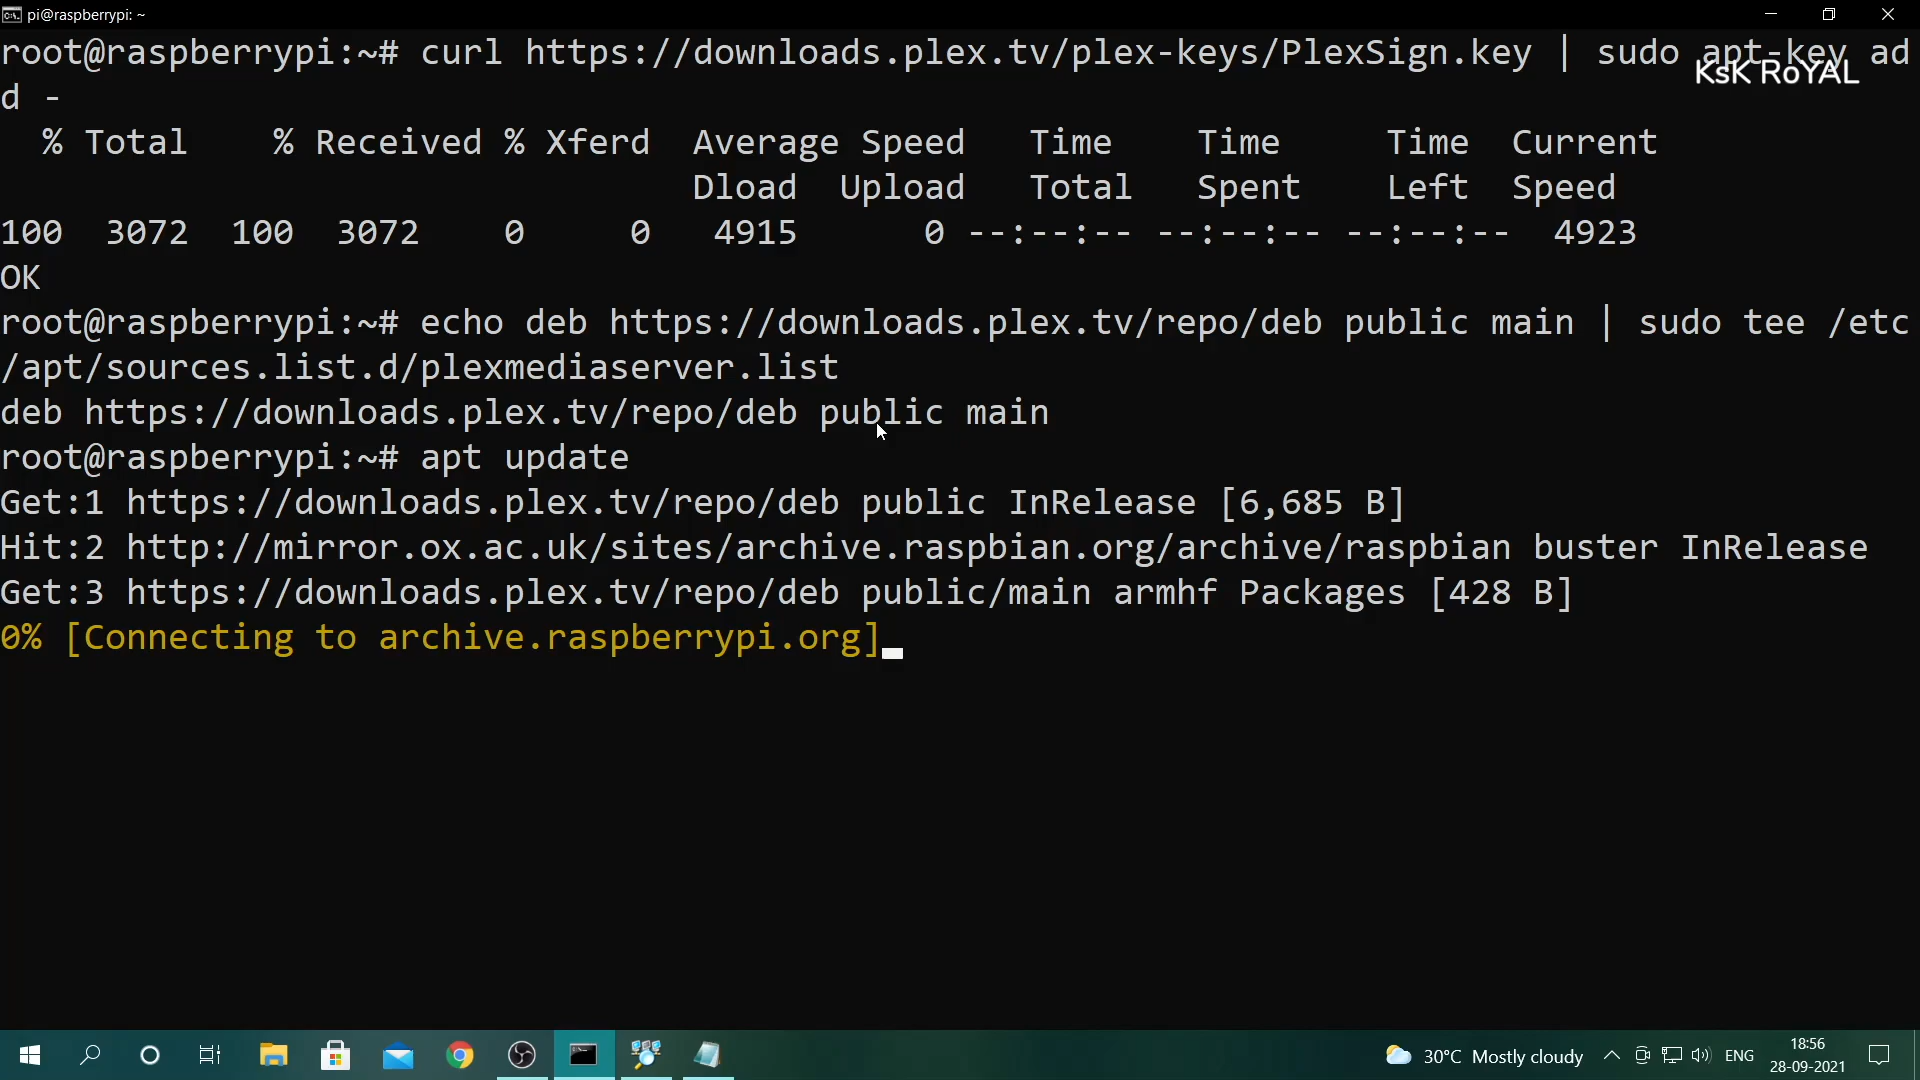 pi@raspberrypi: ~
root@raspberrypi:~# curl https://downloads.plex.tv/plex-keys/PlexSign.key | sudo apt-key ad
KsK RoYAL
d -
% Total % Received % Xferd Average Speed Time Time Time Current
Dload Upload Total Spent Left Speed
100 3072 100 3072 0 0 4915 0 --:--:-- --:--:-- --:--:-- 4923
OK
root@raspberrypi:~# echo deb https://downloads.plex.tv/repo/deb public main | sudo tee /etc
/apt/sources.list.d/plexmediaserver.list
deb https://downloads.plex.tv/repo/deb public main
root@raspberrypi:~# apt update
Get:1 https://downloads.plex.tv/repo/deb public InRelease [6,685 B]
Hit:2 http://mirror.ox.ac.uk/sites/archive.raspbian.org/archive/raspbian buster InRelease
Get:3 https://downloads.plex.tv/repo/deb public/main armhf Packages [428 B]
0% [Connecting to archive.raspberrypi.org]
30°C Mostly cloudy
ENG
18:56
28-09-2021